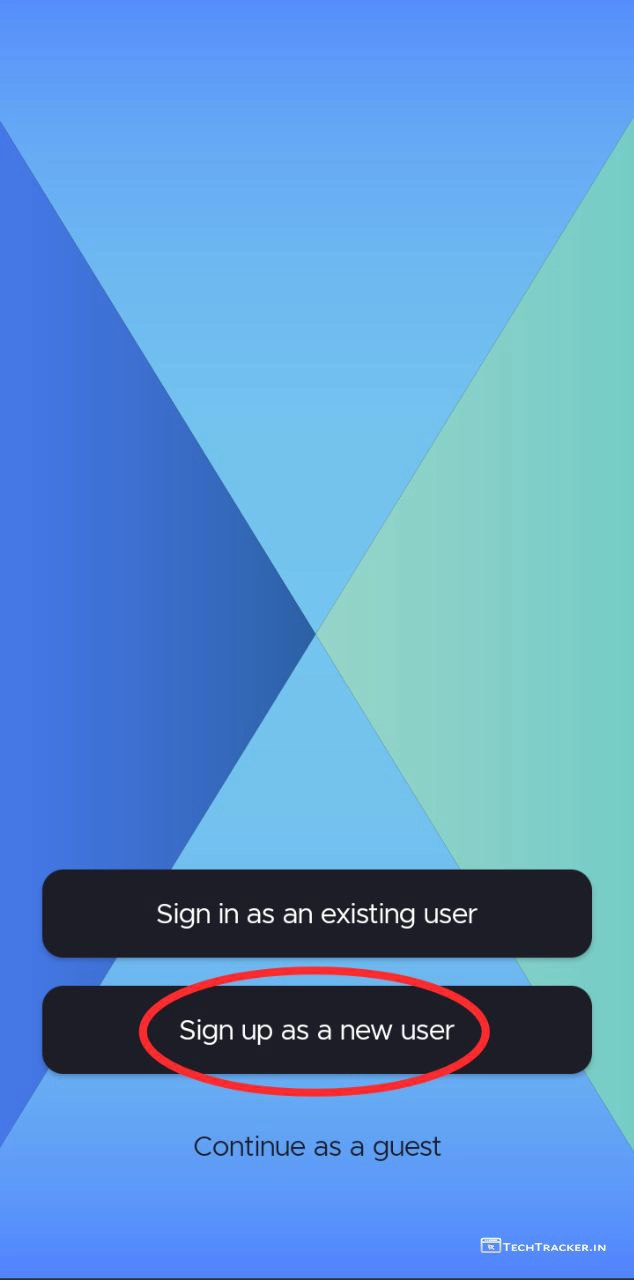 Sign in as an existing user
Sign up as a new user
Continue as a guest
TECHTRACKER.IN